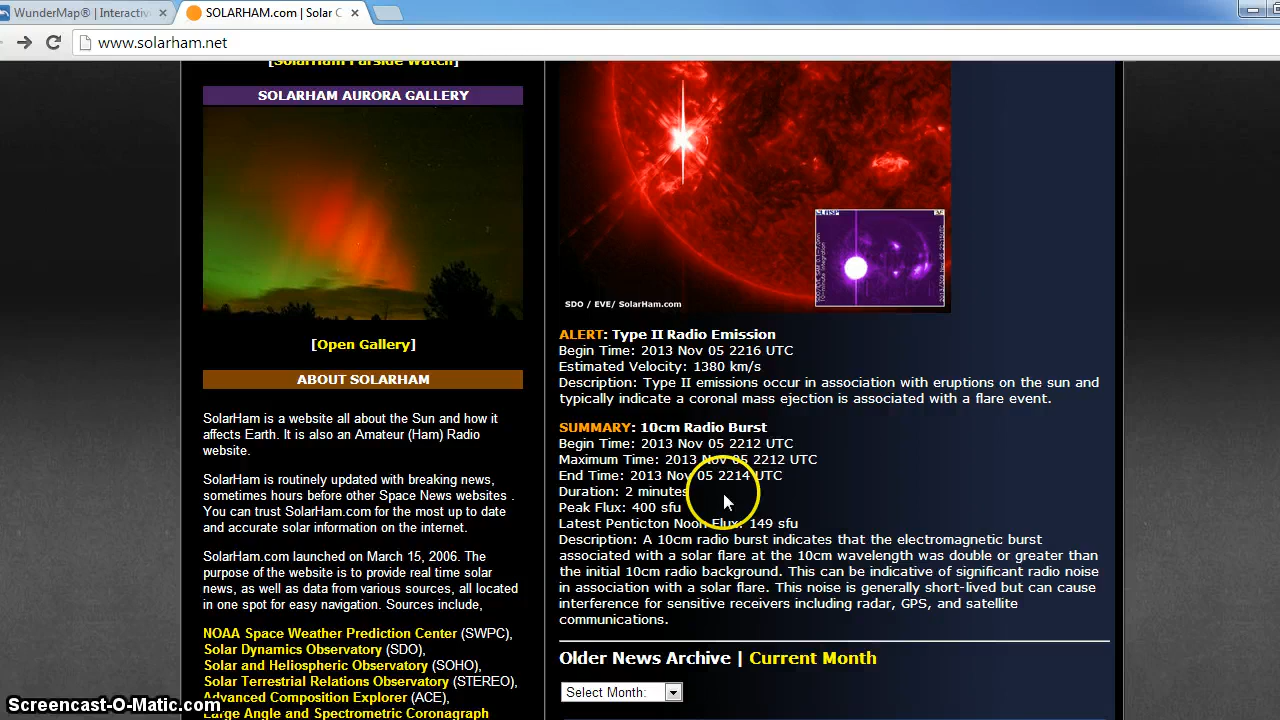 WunderMap® | Interactiv
SOLARHAM.com | Solar C
www.solarham.net
[SolarHam Farside Watch]
SOLARHAM AURORA GALLERY
[Open Gallery]
ABOUT SOLARHAM
SolarHam is a website all about the Sun and how it
affects Earth. It is also an Amateur (Ham) Radio
website.
SolarHam is routinely updated with breaking news,
sometimes hours before other Space News websites .
You can trust SolarHam.com for the most up to date
and accurate solar information on the internet.
SolarHam.com launched on March 15, 2006. The
purpose of the website is to provide real time solar
news, as well as data from various sources, all located
in one spot for easy navigation. Sources include,
NOAA Space Weather Prediction Center (SWPC),
Solar Dynamics Observatory (SDO),
Solar and Heliospheric Observatory (SOHO),
Solar Terrestrial Relations Observatory (STEREO),
Advanced Composition Explorer (ACE),
Large Angle and Spectrometric Coronagraph
LASP
SDO / EVE/ SolarHam.com
ALERT: Type II Radio Emission
Begin Time: 2013 Nov 05 2216 UTC
Estimated Velocity: 1380 km/s
Description: Type II emissions occur in association with eruptions on the sun and
typically indicate a coronal mass ejection is associated with a flare event.
SUMMARY: 10cm Radio Burst
Begin Time: 2013 Nov 05 2212 UTC
Maximum Time: 2013 Nov 05 2212 UTC
End Time: 2013 Nov 05 2214 UTC
Duration: 2 minutes
Peak Flux: 400 sfu
Latest Penticton Noon Flux: 149 sfu
Description: A 10cm radio burst indicates that the electromagnetic burst
associated with a solar flare at the 10cm wavelength was double or greater than
the initial 10cm radio background. This can be indicative of significant radio noise
in association with a solar flare. This noise is generally short-lived but can cause
interference for sensitive receivers including radar, GPS, and satellite
communications.
Older News Archive | Current Month
Select Month:
Screencast-O-Matic.com